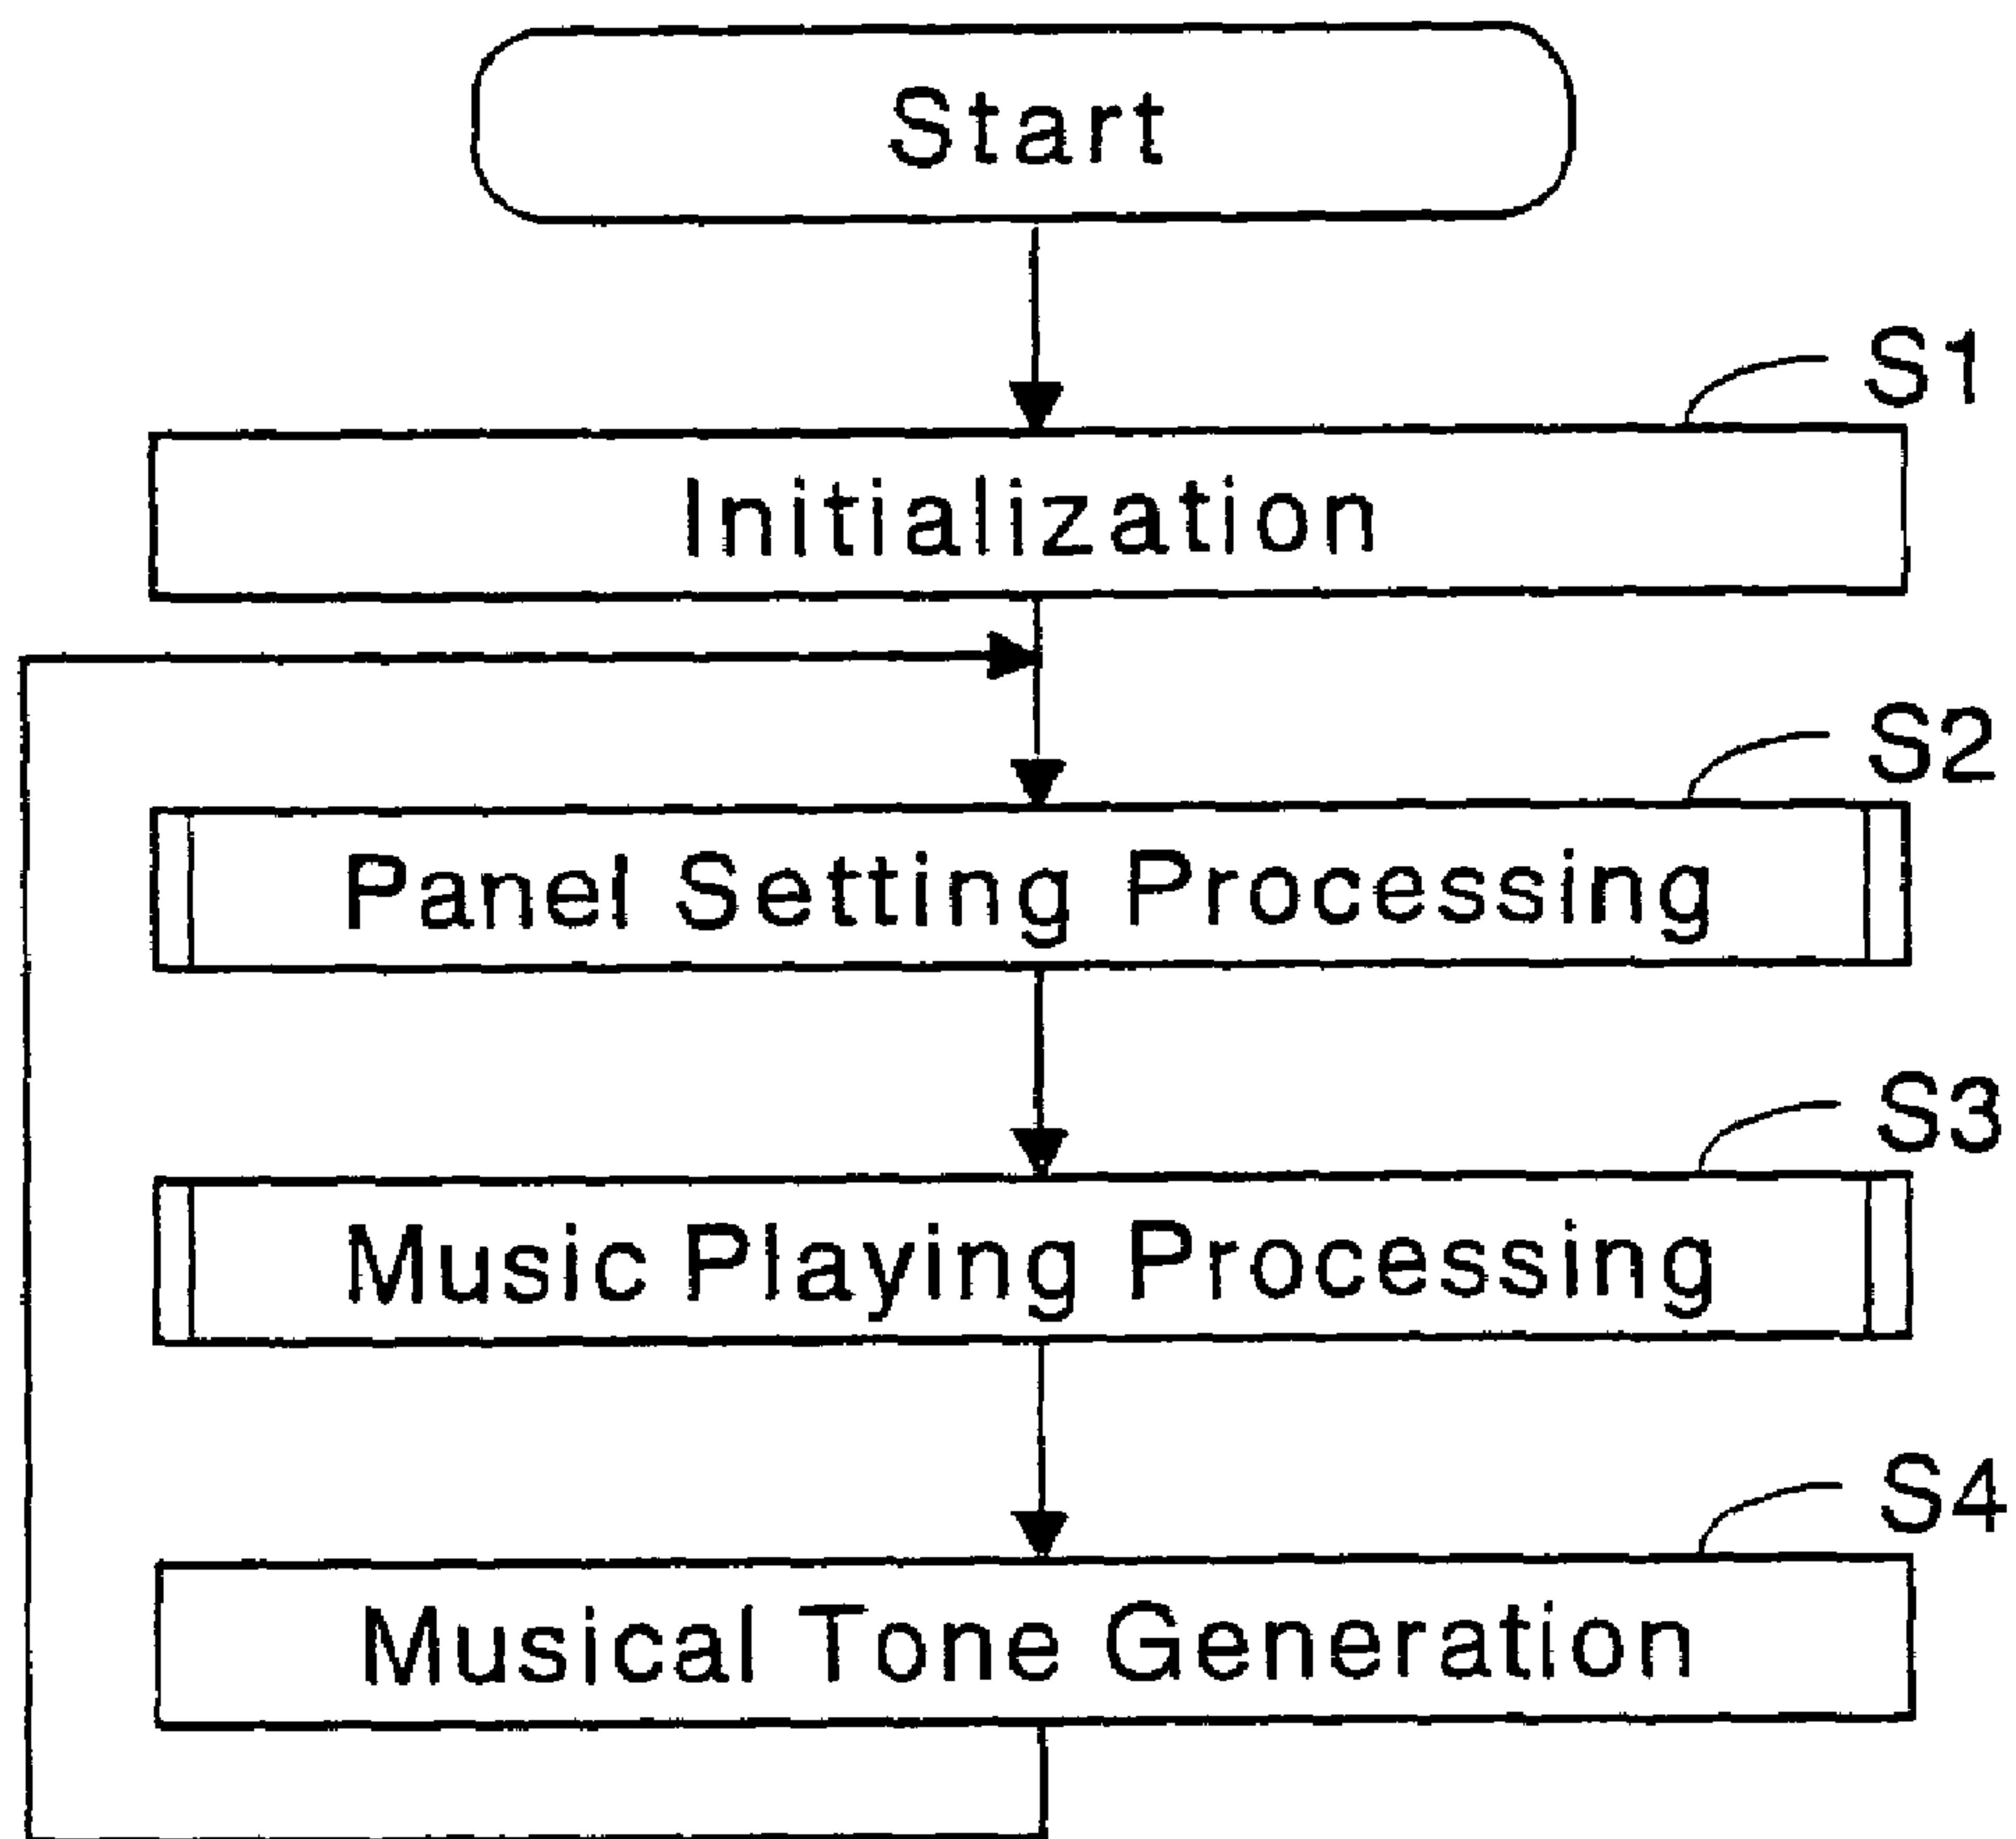 Start
S1
Initialization
S2
Panel Setting Processing
S3
Music Playing Processing
S4
Musical Tone Generation